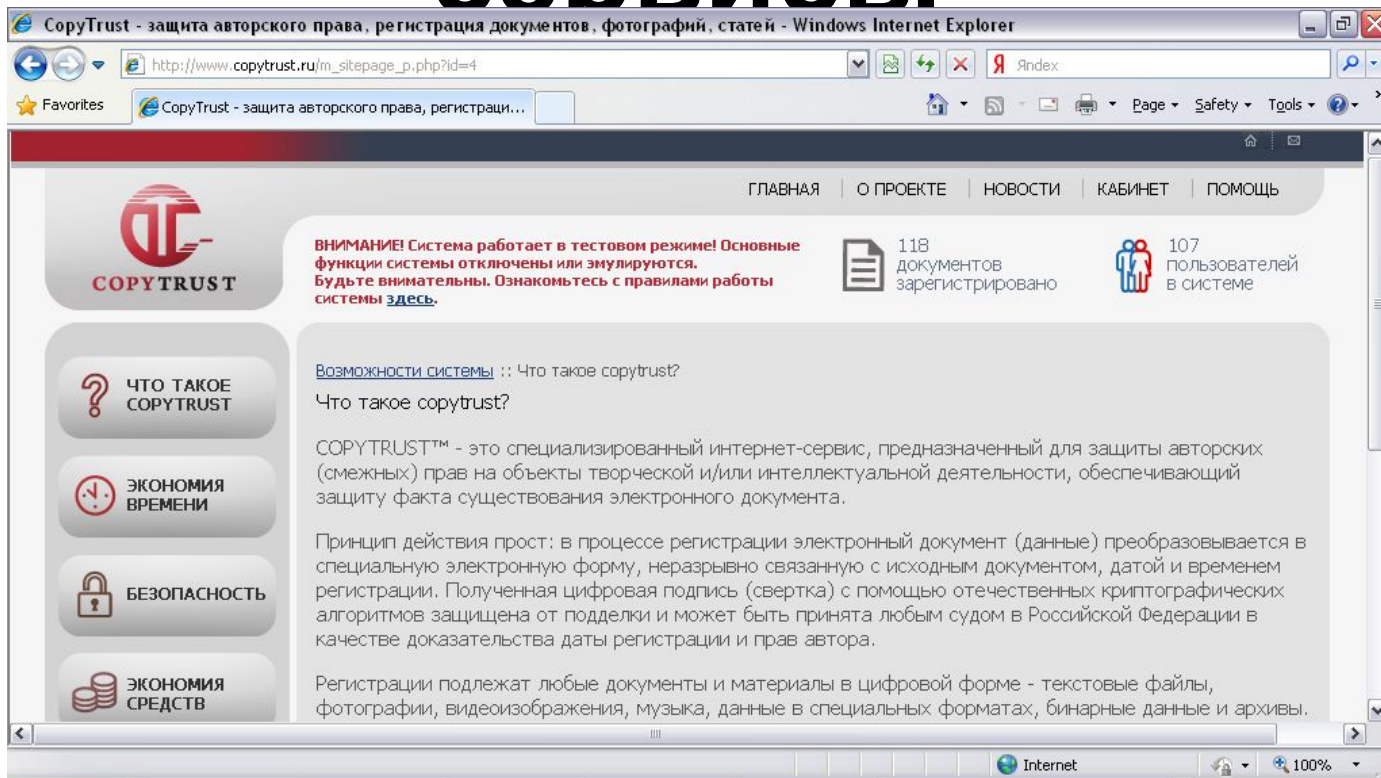 CopyTrust - защита авторского права, регистрация документов, фотографий, статей - Windows Internet Explorer
http://www.copytrust.ru/m_sitepage_p.php?id=4
Я Яndex
Favorites
CopyTrust - защита авторского права, регистраци...
Page
Safety
Tools
ГЛАВНАЯ
О ПРОЕКТЕ
НОВОСТИ
КАБИНЕТ
ПОМОЩЬ
COPYTRUST
ВНИМАНИЕ! Система работает в тестовом режиме! Основные
функции системы отключены или эмулируются.
Будьте внимательны. Ознакомьтесь с правилами работы
системы здесь.
118
документов
зарегистрировано
107
пользователей
в системе
ЧТО ТАКОЕ
COPYTRUST
ЭКОНОМИЯ
ВРЕМЕНИ
БЕЗОПАСНОСТЬ
ЭКОНОМИЯ
СРЕДСТВ
Возможности системы :: Что такое copytrust?
Что такое copytrust?
COPYTRUST™ - это специализированный интернет-сервис, предназначенный для защиты авторских
(смежных) прав на объекты творческой и/или интеллектуальной деятельности, обеспечивающий
защиту факта существования электронного документа.
Принцип действия прост: в процессе регистрации электронный документ (данные) преобразовывается в
специальную электронную форму, неразрывно связанную с исходным документом, датой и временем
регистрации. Полученная цифровая подпись (свертка) с помощью отечественных криптографических
алгоритмов защищена от подделки и может быть принята любым судом в Российской Федерации в
качестве доказательства даты регистрации и прав автора.
Регистрации подлежат любые документы и материалы в цифровой форме - текстовые файлы,
фотографии, видеоизображения, музыка, данные в специальных форматах, бинарные данные и архивы.
Internet
100%